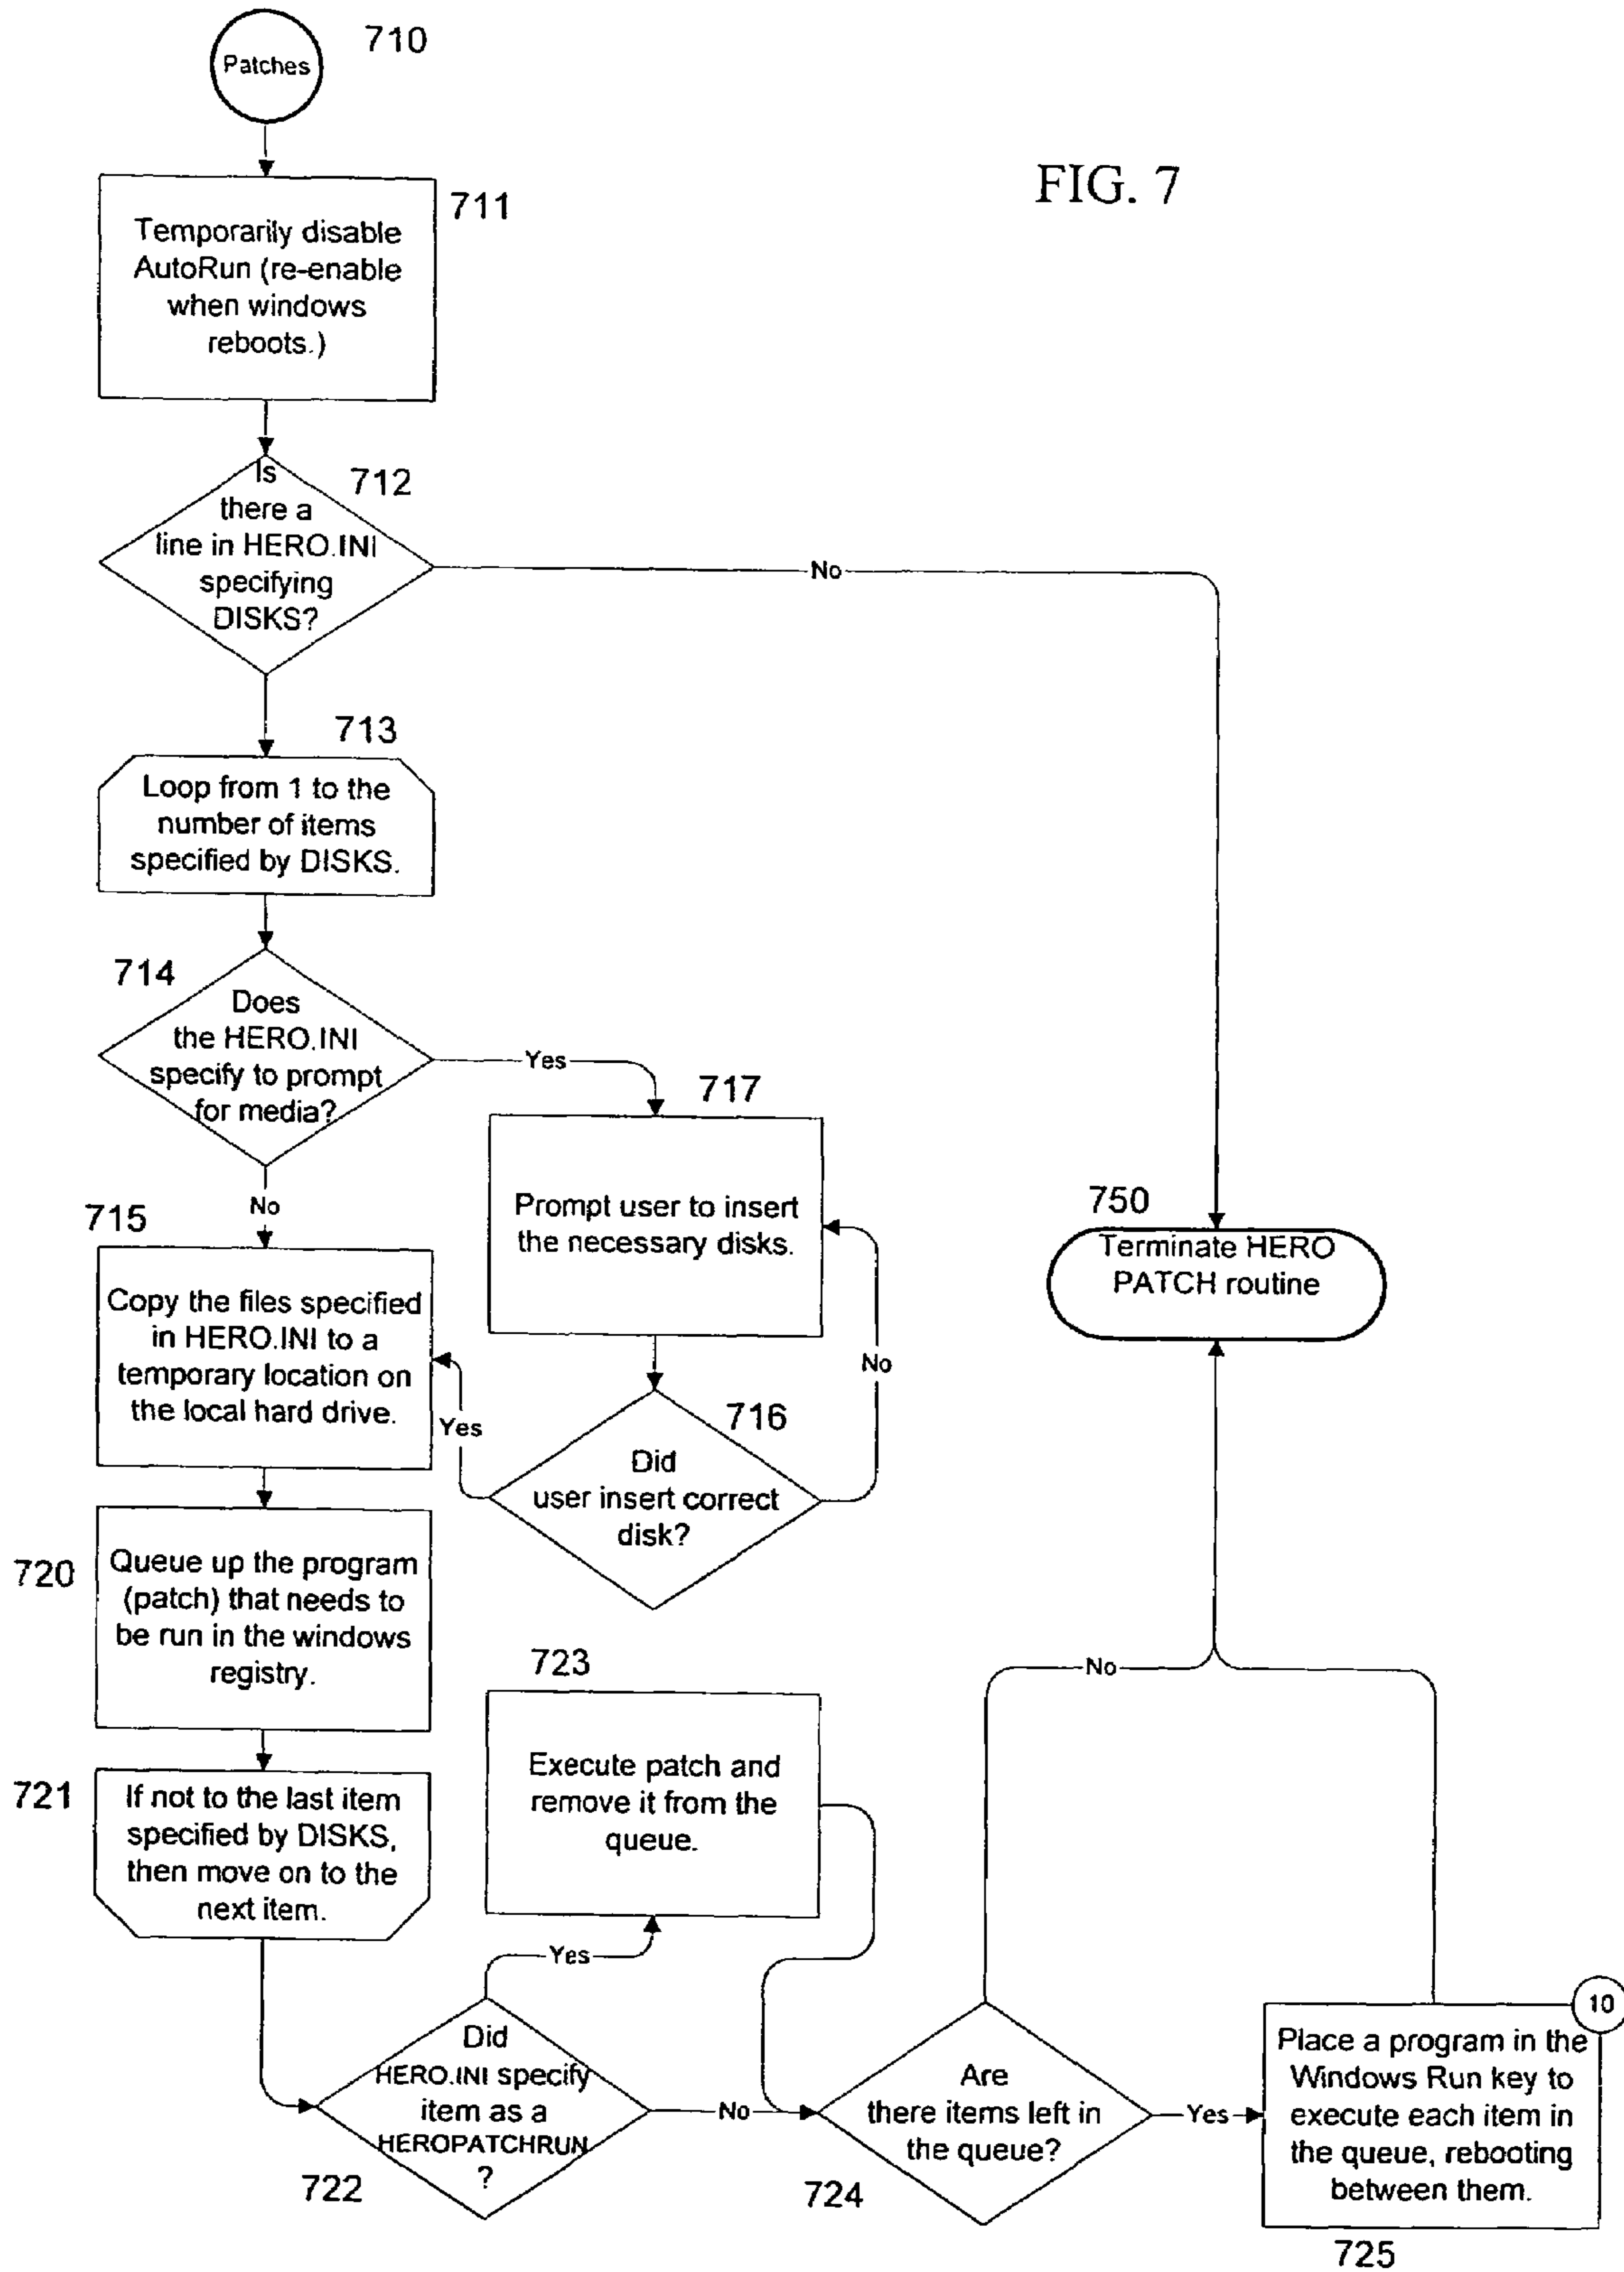 710
Patches
FIG. 7
711
Temporarily disable
AutoRun (re-enable
when windows
reboots.)
712
Is
there a
line in HERO.INI
specifying
DISKS?
No
713
Loop from 1 to the
number of items
specified by DISKS.
714
Does
the HERO.INI
specify to prompt
for media?
Yes
No
717
Prompt user to insert
the necessary disks.
715
Copy the files specified
in HERO.INI to a
temporary location on
the local hard drive.
Yes
716
Did
user insert correct
disk?
No
750
Terminate HERO
PATCH routine
720
Queue up the program
(patch) that needs to
be run in the windows
registry.
721
If not to the last item
specified by DISKS,
then move on to the
next item.
723
Execute patch and
remove it from the
queue.
Yes
722
Did
HERO.INI specify
item as a
HEROPATCHRUN
?
No
724
Are
there items left in
the queue?
No
Yes
10
Place a program in the
Windows Run key to
execute each item in
the queue, rebooting
between them.
725